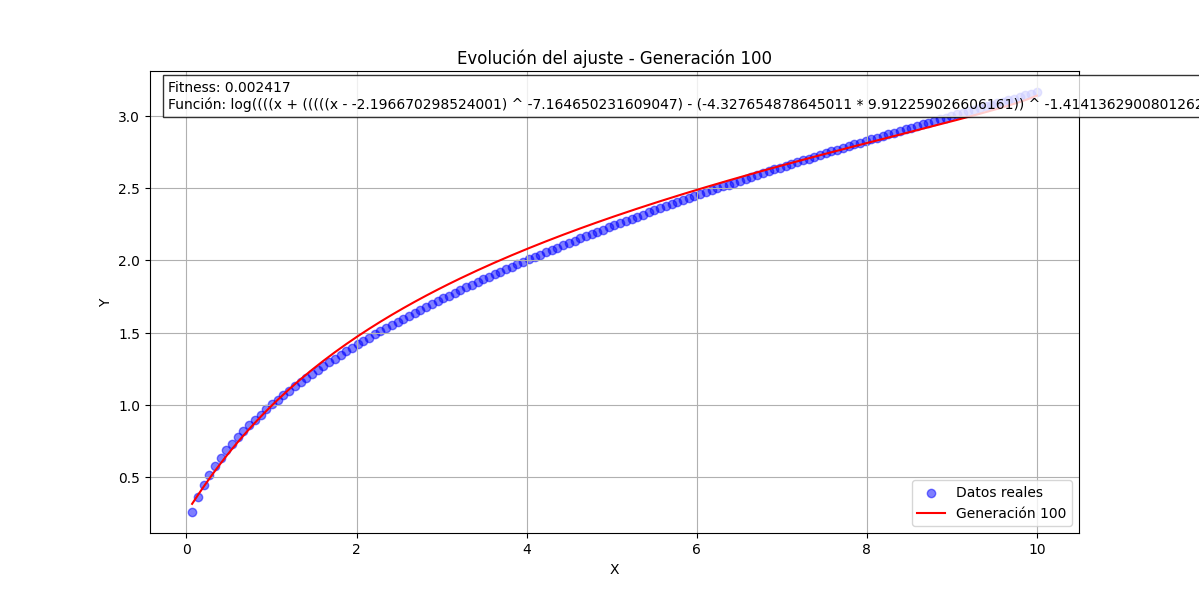 Evolución del ajuste - Generación 100
Fitness: 0.002417
Función: log((((x + (((((x - -2.196670298524001) ^ -7.164650231609047) - (-4.327654878645011 * 9.912259026606161)) ^ -1.4141362900801262
3.0
2.5
2.0
1.5
1.0
0.5
Y
0 2 4 6 8 10
X
Datos reales
Generación 100